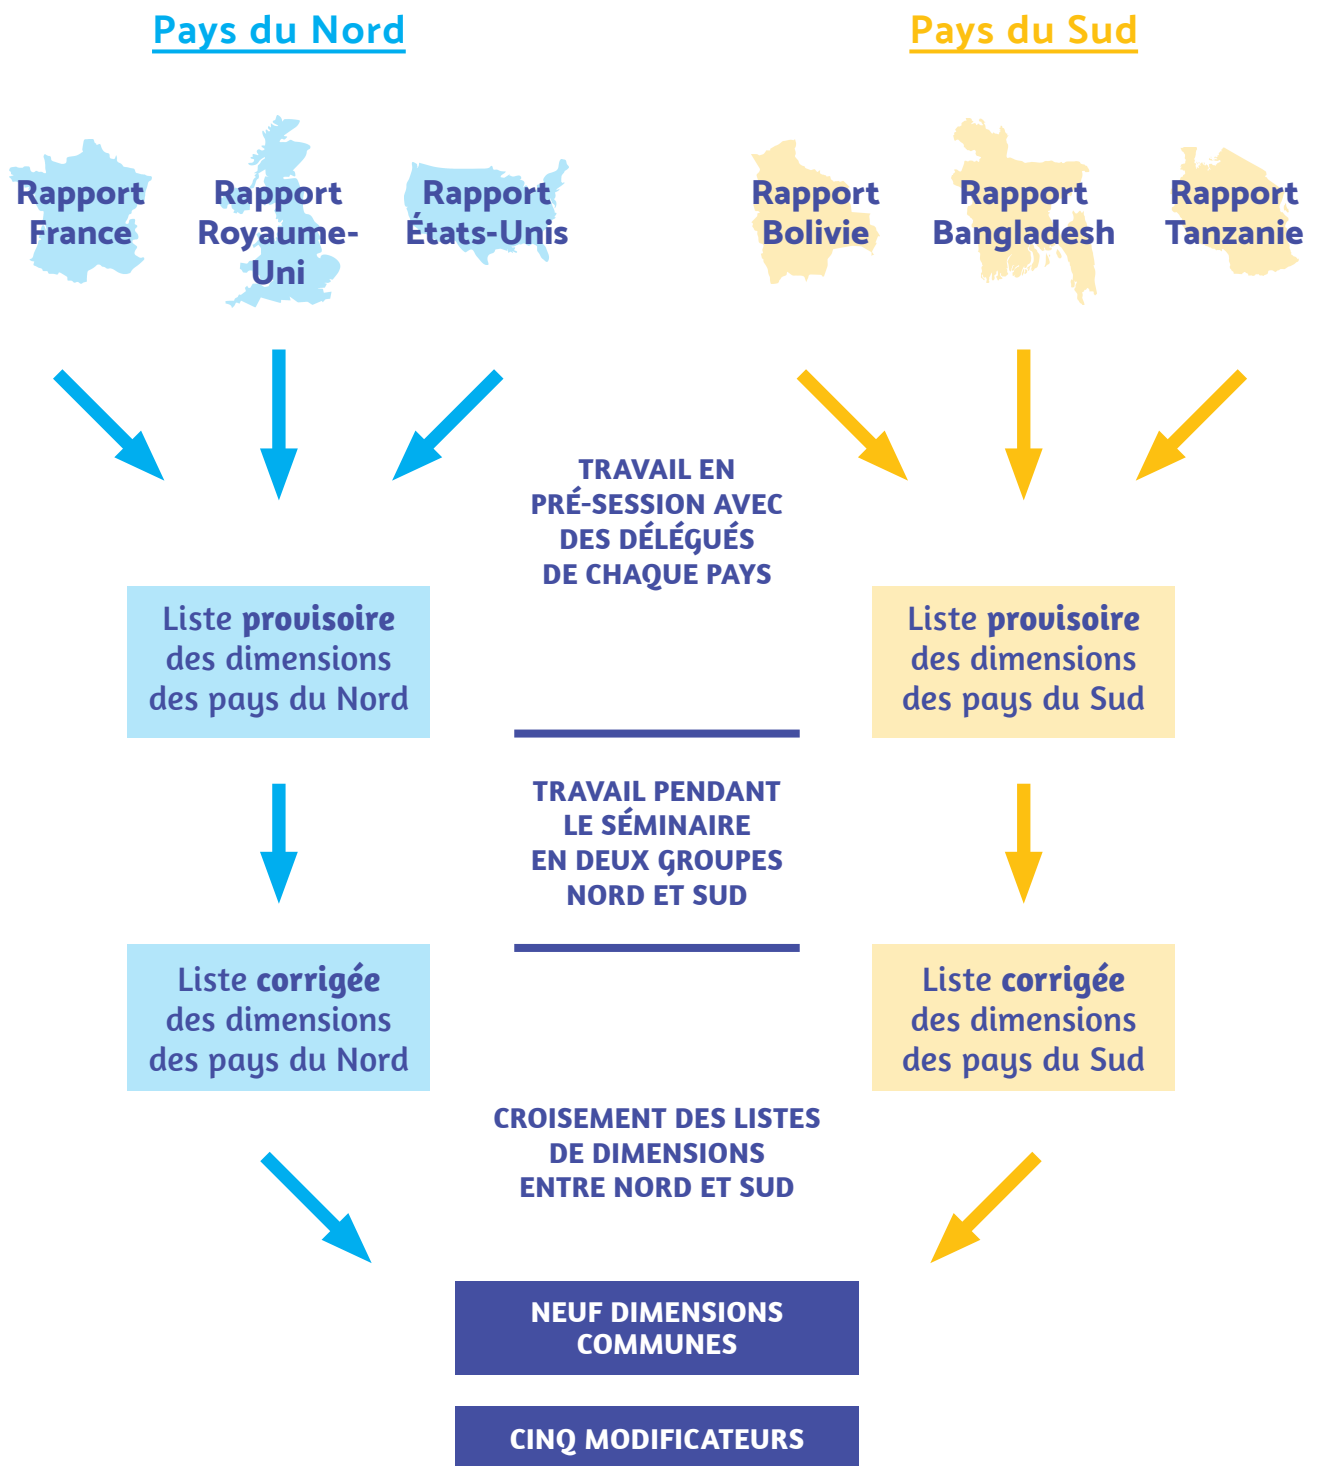 Pays du Nord
Pays du Sud
Rapport
France
Rapport
Royaume-
Uni
Rapport
États-Unis
Rapport
Bolivie
Rapport
Bangladesh
Rapport
Tanzanie
TRAVAIL EN
PRÉ-SESSION AVEC
DES DÉLÉGUÉS
DE CHAQUE PAYS
Liste provisoire
des dimensions
des pays du Nord
Liste provisoire
des dimensions
des pays du Sud
TRAVAIL PENDANT
LE SÉMINAIRE
EN DEUX GROUPES
NORD ET SUD
Liste corrigée
des dimensions
des pays du Nord
Liste corrigée
des dimensions
des pays du Sud
CROISEMENT DES LISTES
DE DIMENSIONS
ENTRE NORD ET SUD
NEUF DIMENSIONS
COMMUNES
CINQ MODIFICATEURS